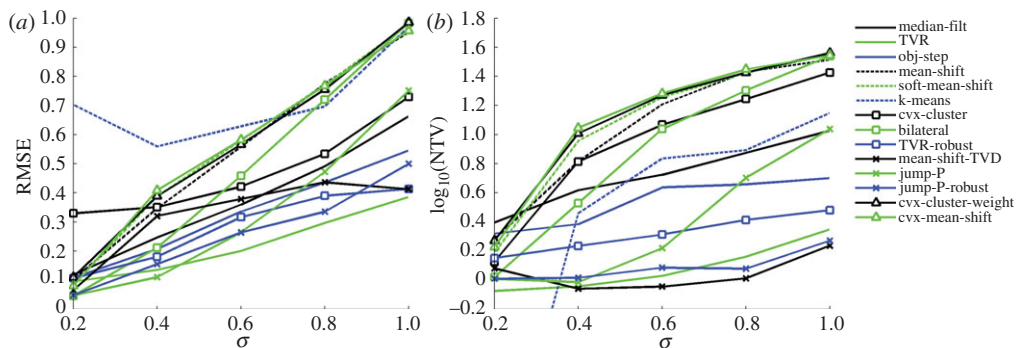 (a)
RMSE
1.0
0.9
0.8
0.7
0.6
0.5
0.4
0.3
0.2
0.1
0
0.2 0.4 0.6 0.8 1.0
σ
(b)
log10(NTV)
1.8
1.6
1.4
1.2
1.0
0.8
0.6
0.4
0.2
0
−0.2
0.2 0.4 0.6 0.8 1.0
σ
median-filt
TVR
obj-step
mean-shift
soft-mean-shift
k-means
cvx-cluster
bilateral
TVR-robust
mean-shift-TVD
jump-P
jump-P-robust
cvx-cluster-weight
cvx-mean-shift